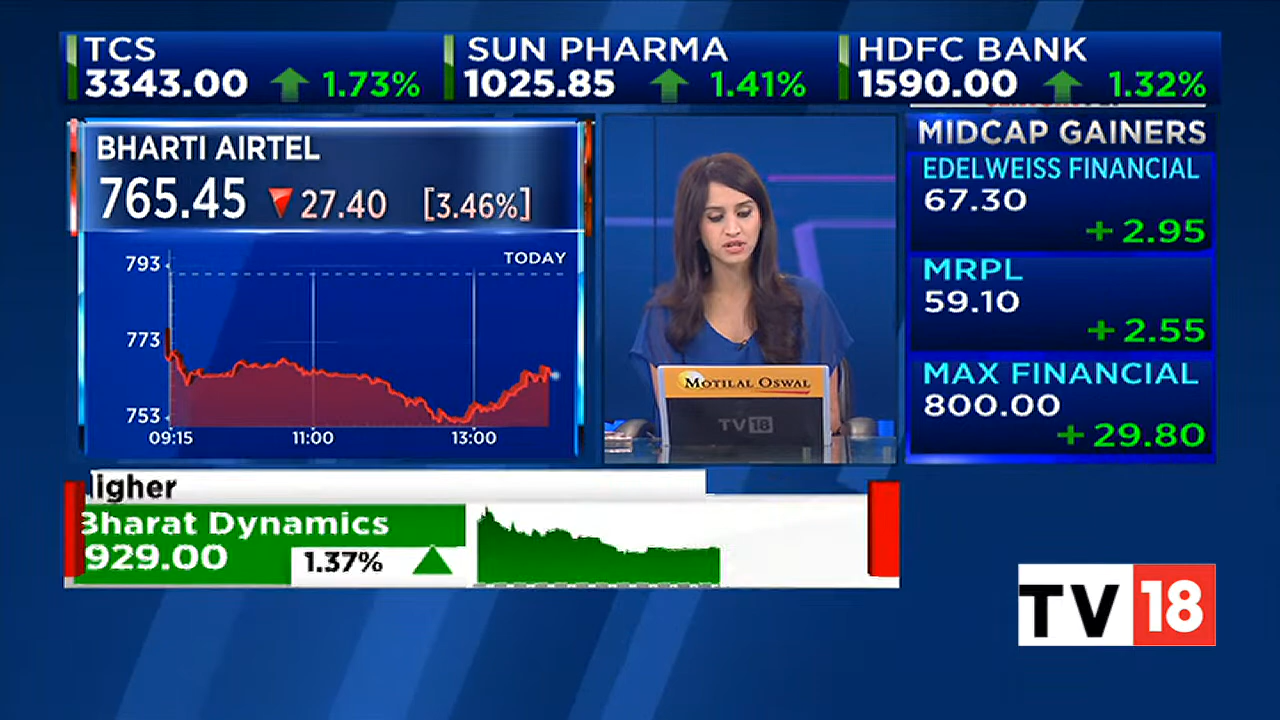 TCS
3343.00 1.73%
SUN PHARMA
1025.85 1.41%
HDFC BANK
1590.00 1.32%
BHARTI AIRTEL
765.45 27.40 [3.46%]
TODAY
793
773
753
09:15 11:00 13:00
MOTILAL OSWAL
TV18
MIDCAP GAINERS
EDELWEISS FINANCIAL
67.30
+ 2.95
MRPL
59.10
+ 2.55
MAX FINANCIAL
800.00
+ 29.80
igher
Bharat Dynamics
929.00 1.37%
TV18